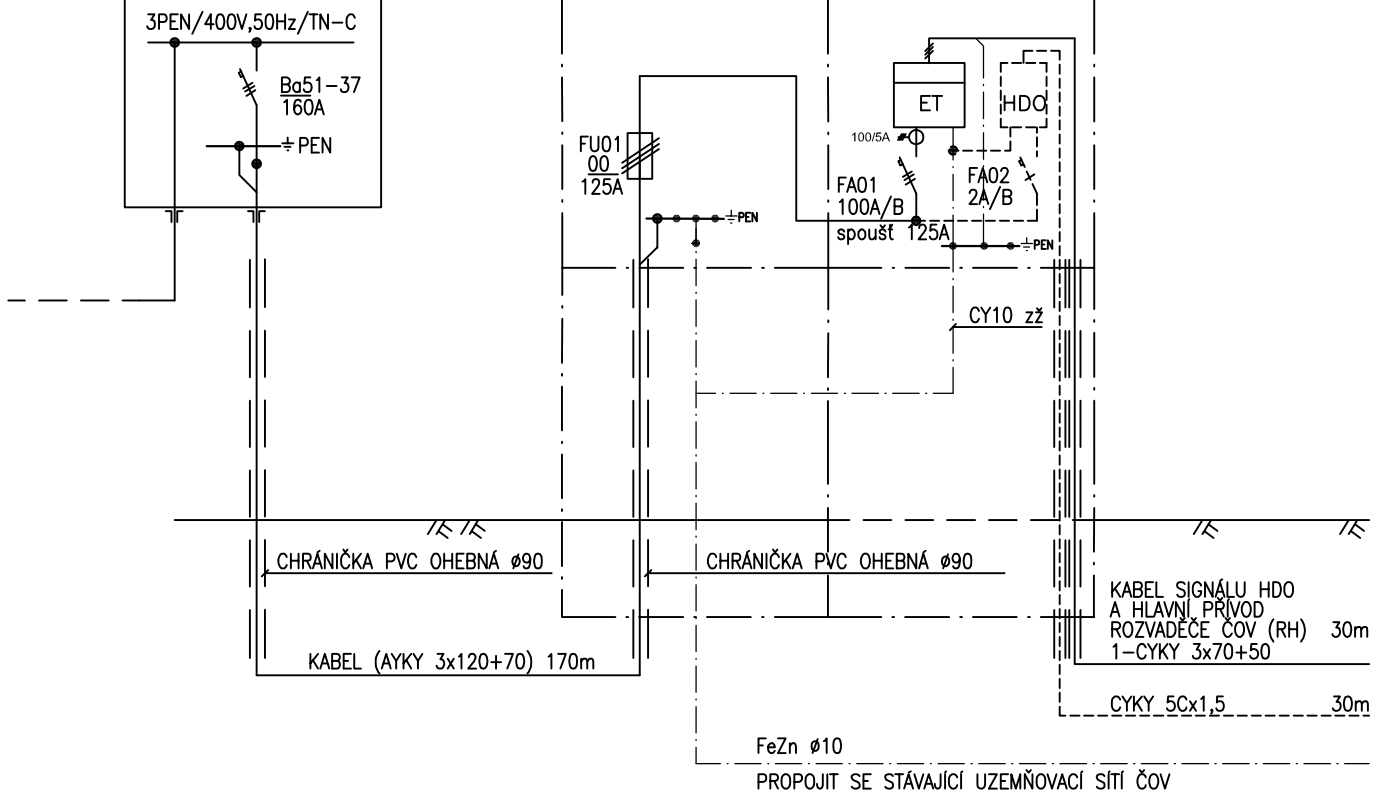 3PEN/400V,50Hz/TN-C
Ba51-37
160A
PEN
FU01
00
125A
PEN
ET
HDO
100/5A
FA01
100A/B
spoušť 125A
FA02
2A/B
PEN
CY10 zž
CHRÁNIČKA PVC OHEBNÁ ø90
CHRÁNIČKA PVC OHEBNÁ ø90
KABEL (AYKY 3x120+70) 170m
KABEL SIGNÁLU HDO
A HLAVNÍ PŘÍVOD
ROZVADĚČE ČOV (RH) 30m
1-CYKY 3x70+50
CYKY 5Cx1,5 30m
FeZn ø10
PROPOJIT SE STÁVAJÍCÍ UZEMŇOVACÍ SÍTÍ ČOV